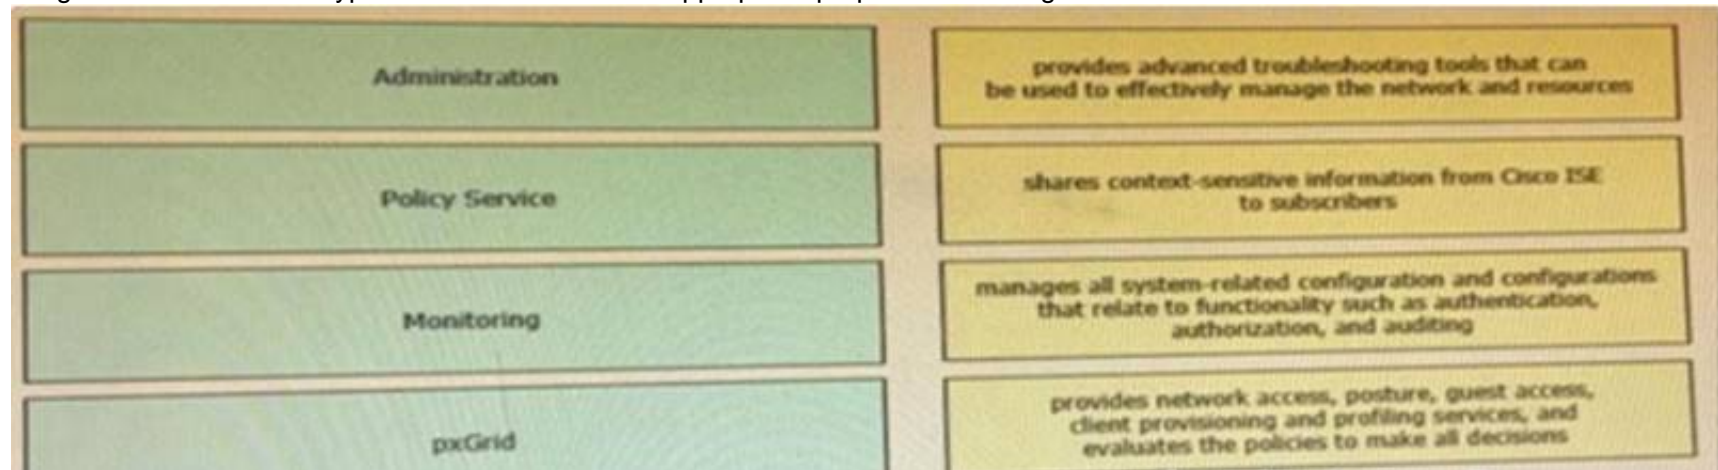 Administration
provides advanced troubleshooting tools that can
be used to effectively manage the network and resources
Policy Service
shares context-sensitive information from Cisco ISE
to subscribers
Monitoring
manages all system-related configuration and configurations
that relate to functionality such as authentication,
authorization, and auditing
pxGrid
provides network access, posture, guest access,
client provisioning and profiling services, and
evaluates the policies to make all decisions